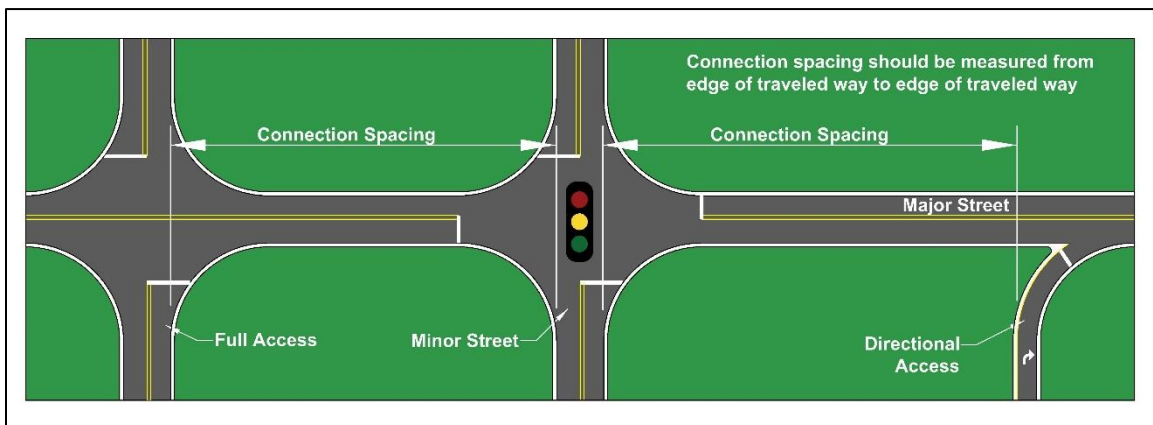 Connection spacing should be measured from
edge of traveled way to edge of traveled way
Connection Spacing
Connection Spacing
Major Street
Full Access
Minor Street
Directional
Access